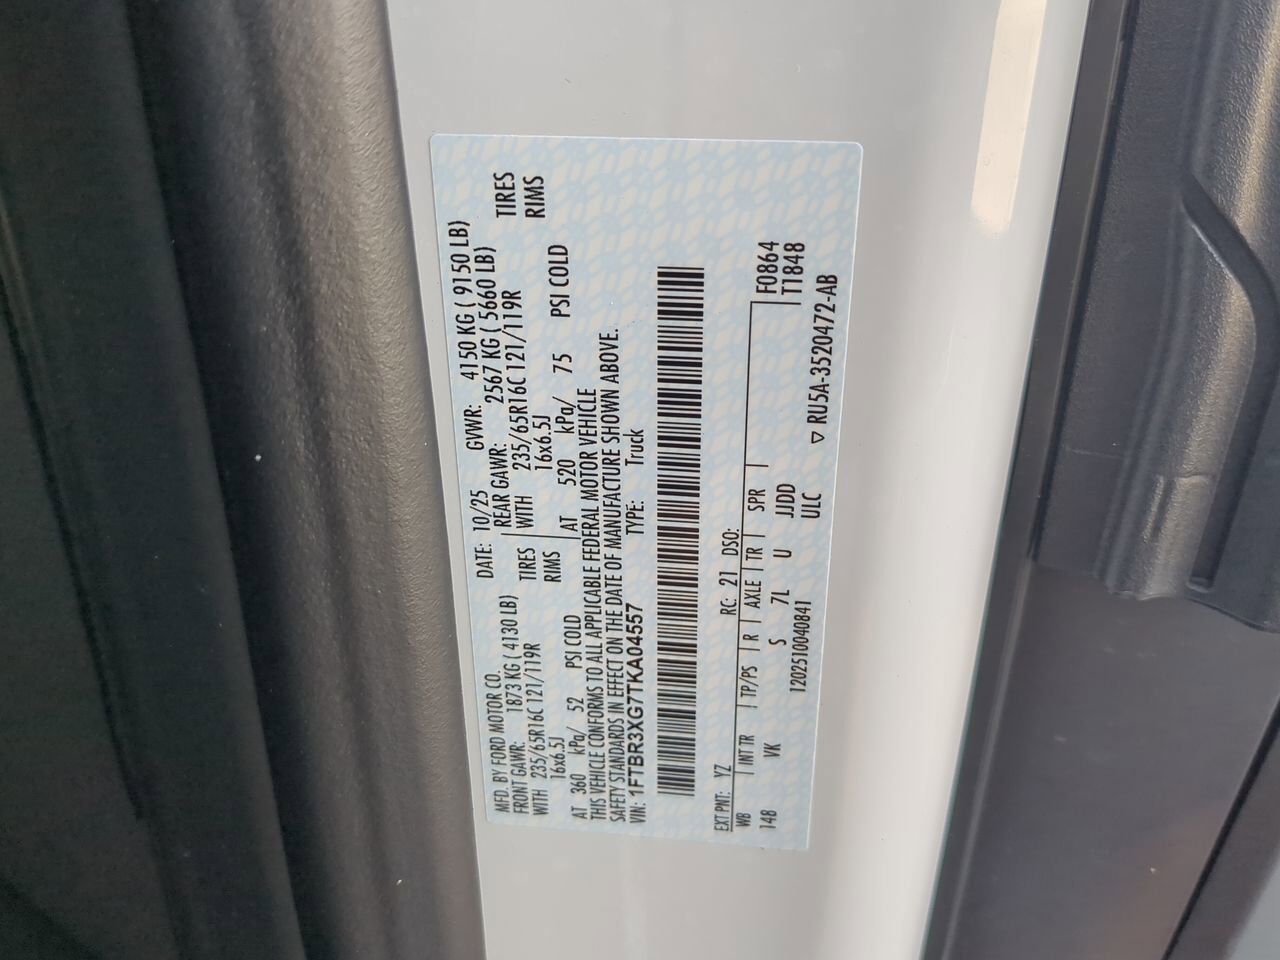 MFD. BY FORD MOTOR CO.
DATE: 10/25 GVWR: 4150 KG ( 9150 LB)
FRONT GAWR: 1873 KG ( 4130 LB) REAR GAWR: 2567 KG ( 5660 LB)
WITH 235/65R16C 121/119R TIRES WITH 235/65R16C 121/119R TIRES
16x6.5J RIMS 16x6.5J RIMS
AT 360 kPa/ 52 PSI COLD AT 520 kPa/ 75 PSI COLD
THIS VEHICLE CONFORMS TO ALL APPLICABLE FEDERAL MOTOR VEHICLE
SAFETY STANDARDS IN EFFECT ON THE DATE OF MANUFACTURE SHOWN ABOVE.
VIN: 1FTBR3XG7TKA04557 TYPE: Truck
EXT PNT: YZ RC: 21 DSO:
WB INT TR TP/PS R AXLE TR SPR F0864
148 VK S 7L U JJDD T1848
120251004084​1 ULC
▽ RU5A-3520472-AB